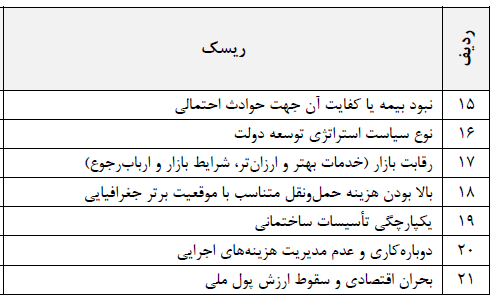 ردیف ریسک
۱۵ نبود بیمه یا کفایت آن جهت حوادث احتمالی
۱۶ نوع سیاست استراتژی توسعه دولت
۱۷ رقابت بازار (خدمات بهتر و ارزان‌تر، شرایط بازار و ارباب‌رجوع)
۱۸ بالا بودن هزینه حمل‌ونقل متناسب با موقعیت برتر جغرافیایی
۱۹ یکپارچگی تأسیسات ساختمانی
۲۰ دوباره‌کاری و عدم مدیریت هزینه‌های اجرایی
۲۱ بحران اقتصادی و سقوط ارزش پول ملی